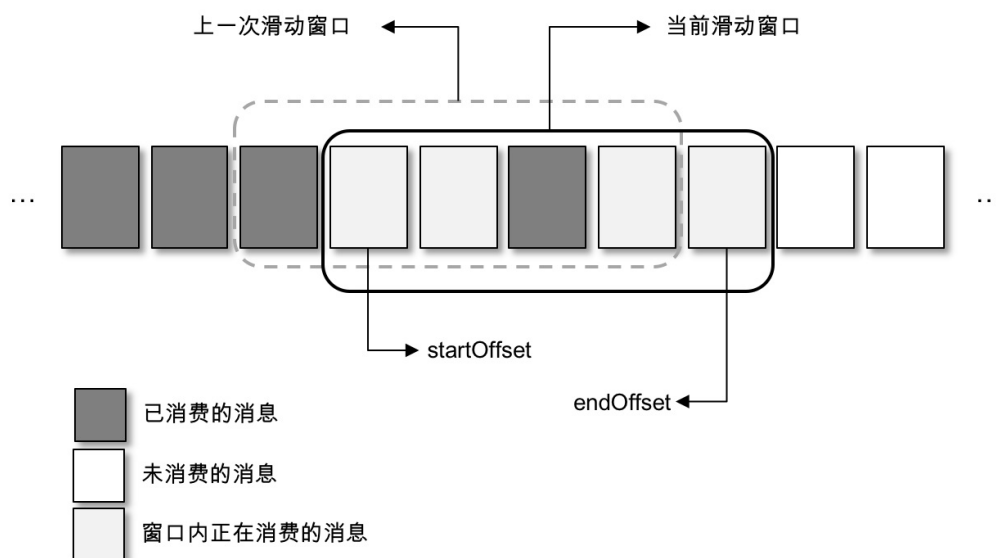 上一次滑动窗口
当前滑动窗口
...
..
startOffset
endOffset
已消费的消息
未消费的消息
窗口内正在消费的消息